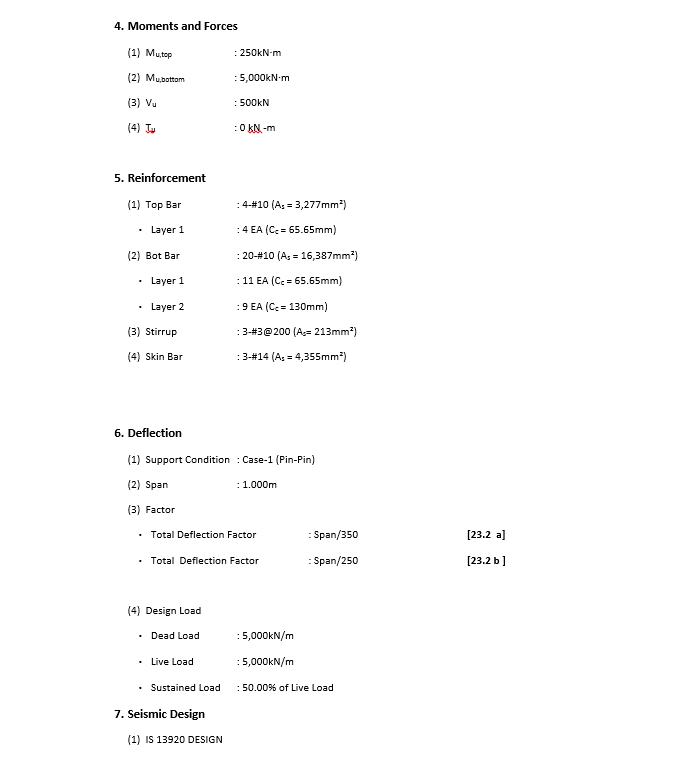 4. Moments and Forces
(1) Mu,top : 250kN·m
(2) Mu,bottom : 5,000kN·m
(3) Vu : 500kN
(4) Tu : 0 kN.-m
5. Reinforcement
(1) Top Bar : 4-#10 (As = 3,277mm²)
• Layer 1 : 4 EA (Cc = 65.65mm)
(2) Bot Bar : 20-#10 (As = 16,387mm²)
• Layer 1 : 11 EA (Cc = 65.65mm)
• Layer 2 : 9 EA (Cc = 130mm)
(3) Stirrup : 3-#3@200 (As= 213mm²)
(4) Skin Bar : 3-#14 (As = 4,355mm²)
6. Deflection
(1) Support Condition : Case-1 (Pin-Pin)
(2) Span : 1.000m
(3) Factor
• Total Deflection Factor : Span/350 [23.2 a]
• Total Deflection Factor : Span/250 [23.2 b ]
(4) Design Load
• Dead Load : 5,000kN/m
• Live Load : 5,000kN/m
• Sustained Load : 50.00% of Live Load
7. Seismic Design
(1) IS 13920 DESIGN